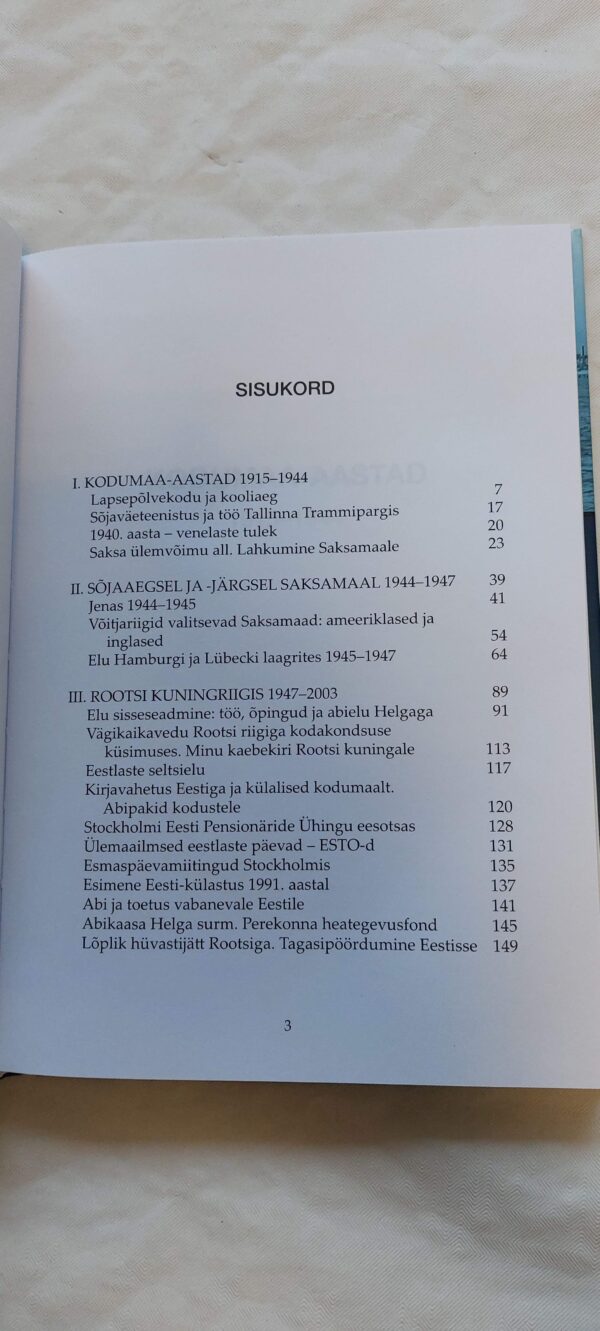 SISUKORD
I. KODUMAA-AASTAD 1915–1944
Lapsepõlvekodu ja kooliaeg 7
Sõjaväeteenistus ja töö Tallinna Trammipargis 17
1940. aasta – venelaste tulek 20
Saksa ülemvõimu all. Lahkumine Saksamaale 23
II. SÕJAAEGSEL JA -JÄRGSEL SAKSAMAAL 1944–1947 39
Jenas 1944–1945 41
Võitjariigid valitsevad Saksamaad: ameeriklased ja
inglased 54
Elu Hamburgi ja Lübecki laagrites 1945–1947 64
III. ROOTSI KUNINGRIIGIS 1947–2003 89
Elu sisseseadmine: töö, õpingud ja abielu Helgaga 91
Vägikaikavedu Rootsi riigiga kodakondsuse
küsimuses. Minu kaebekiri Rootsi kuningale 113
Eestlaste seltsielu 117
Kirjavahetus Eestiga ja külalised kodumaalt.
Abipakid kodustele 120
Stockholmi Eesti Pensionäride Ühingu eesotsas 128
Ülemaailmsed eestlaste päevad – ESTO-d 131
Esmaspäevamiitingud Stockholmis 135
Esimene Eesti-külastus 1991. aastal 137
Abi ja toetus vabanevale Eestile 141
Abikaasa Helga surm. Perekonna heategevusfond 145
Lõplik hüvastijätt Rootsiga. Tagasipöördumine Eestisse 149
3